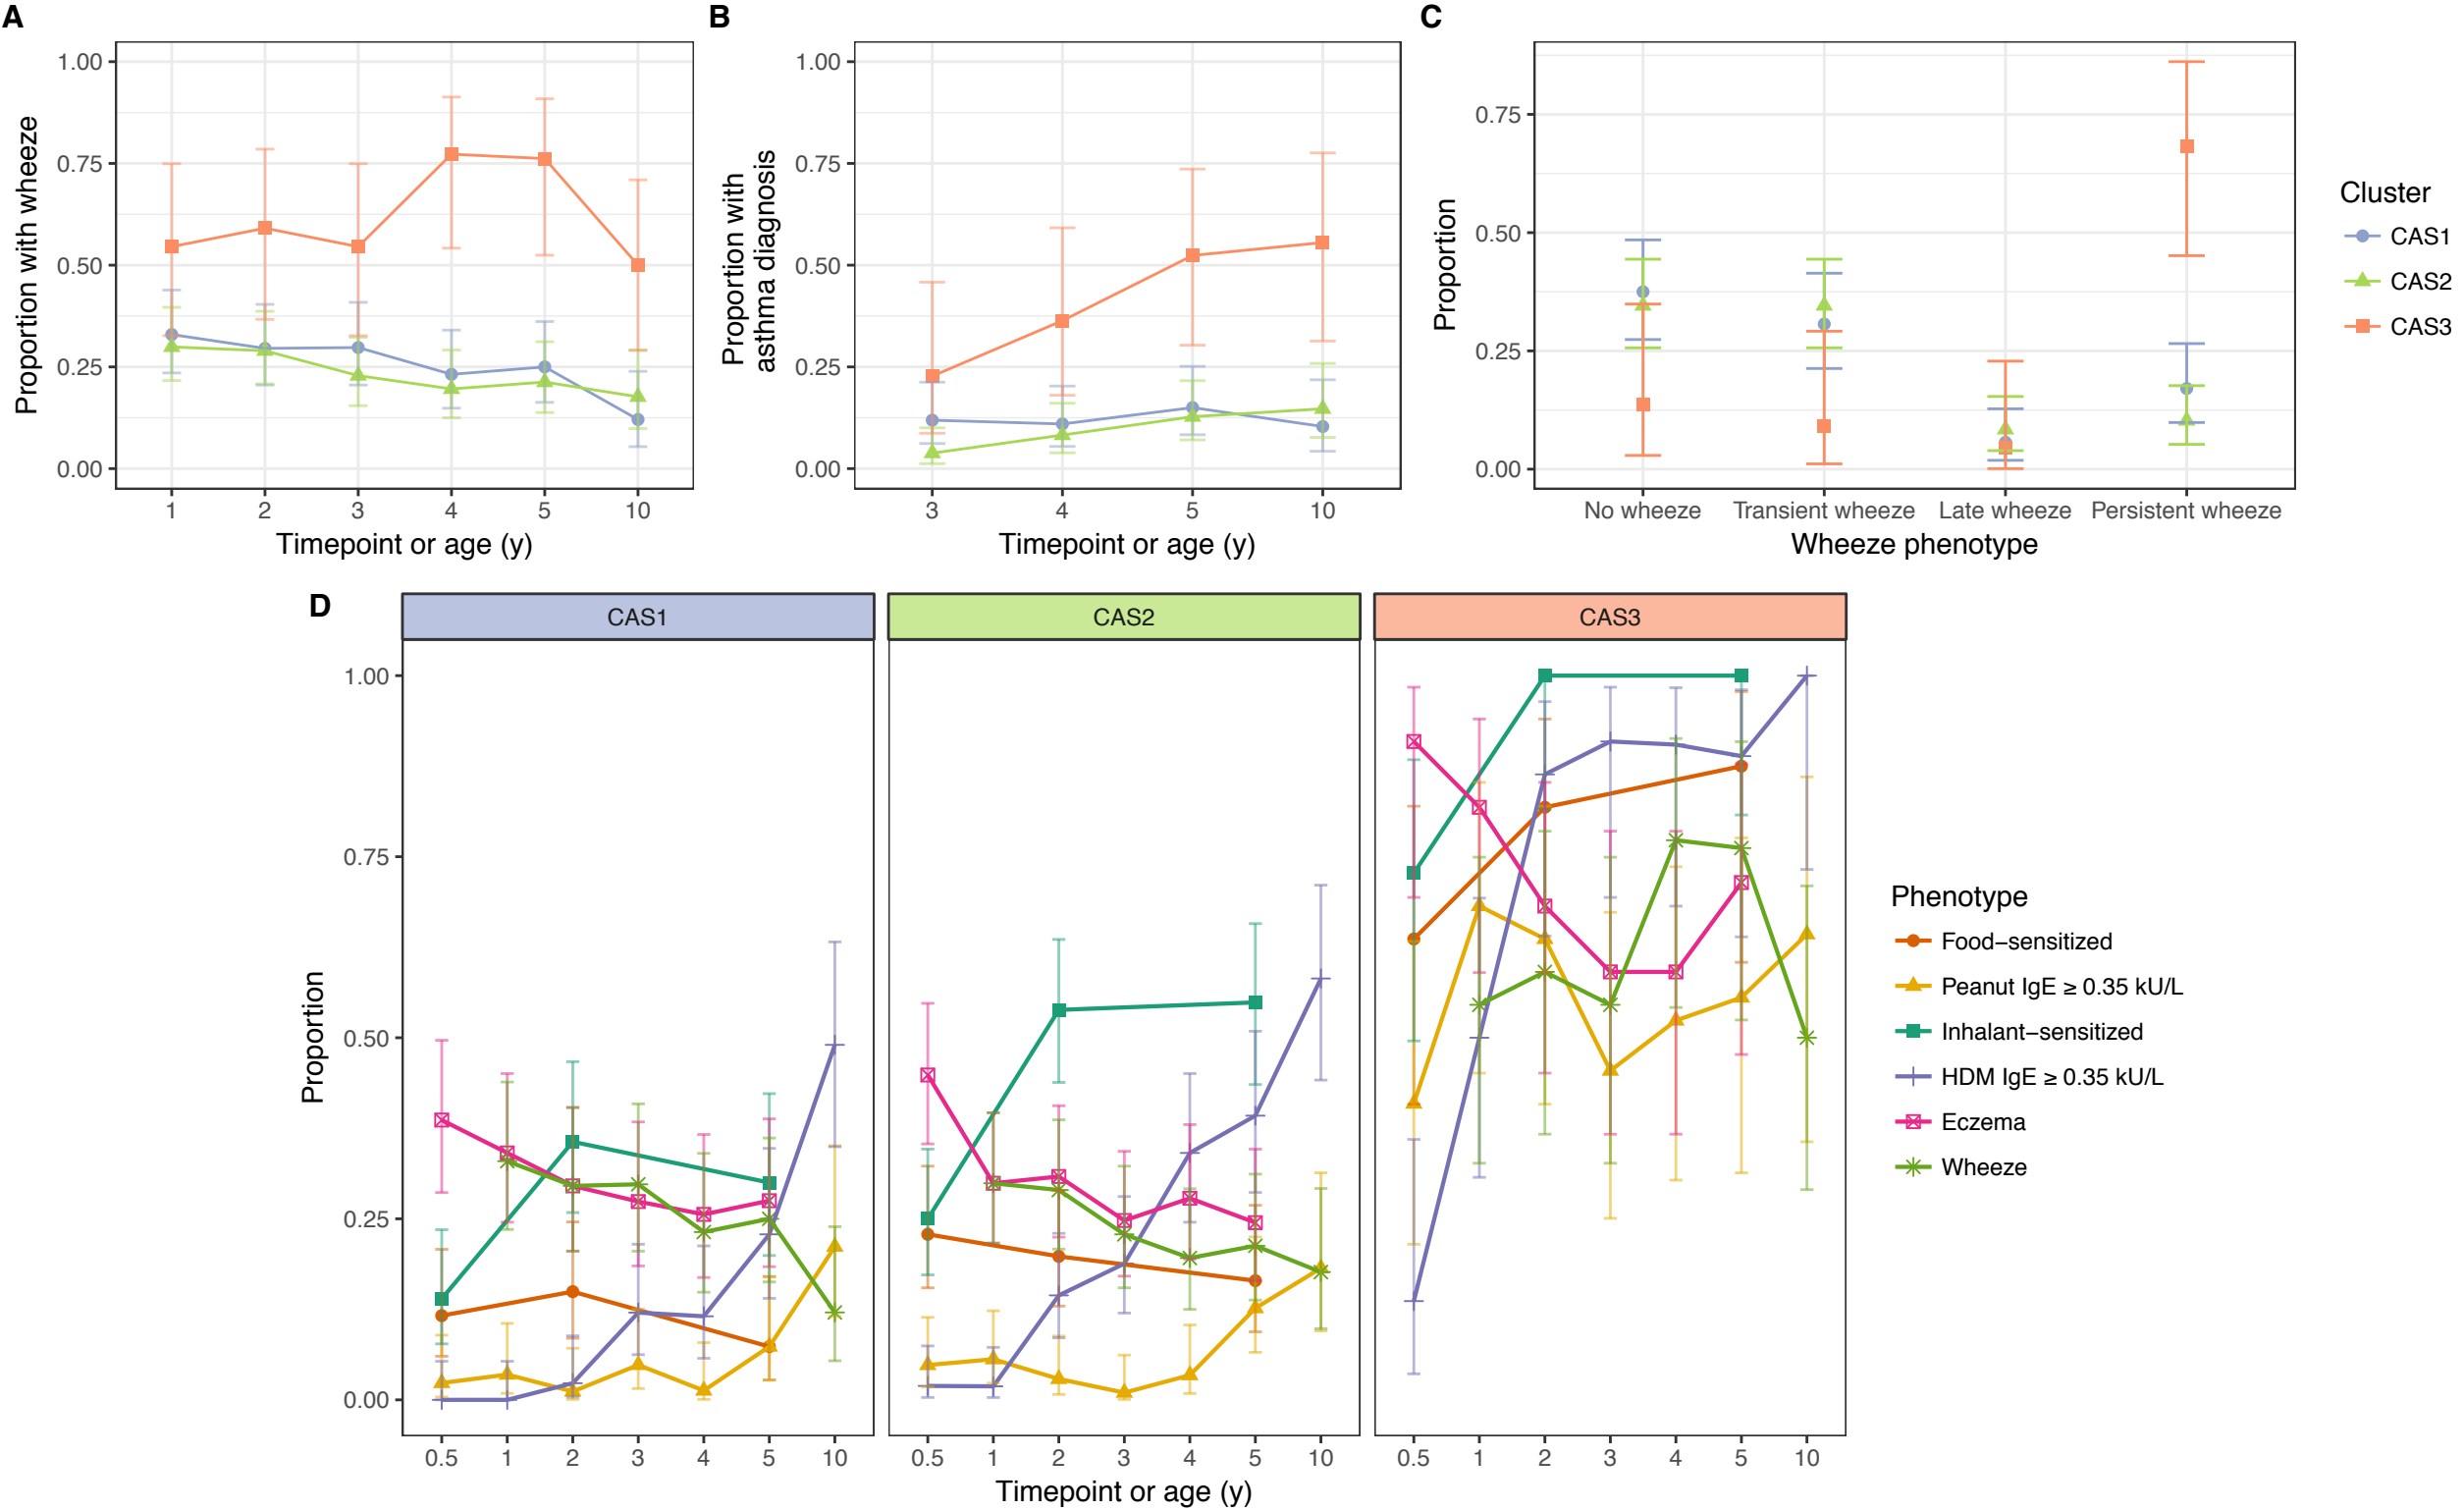 A
B
C
1.00
0.75
0.50
0.25
0.00
Proportion with wheeze
1 2 3 4 5 10
Timepoint or age (y)
1.00
0.75
0.50
0.25
0.00
Proportion with
asthma diagnosis
3 4 5 10
Timepoint or age (y)
0.75
0.50
0.25
0.00
Proportion
No wheeze Transient wheeze Late wheeze Persistent wheeze
Wheeze phenotype
Cluster
CAS1
CAS2
CAS3
D
CAS1
CAS2
CAS3
1.00
0.75
0.50
0.25
0.00
Proportion
0.5 1 2 3 4 5 10
0.5 1 2 3 4 5 10
0.5 1 2 3 4 5 10
Timepoint or age (y)
Phenotype
Food−sensitized
Peanut IgE ≥ 0.35 kU/L
Inhalant−sensitized
HDM IgE ≥ 0.35 kU/L
Eczema
Wheeze